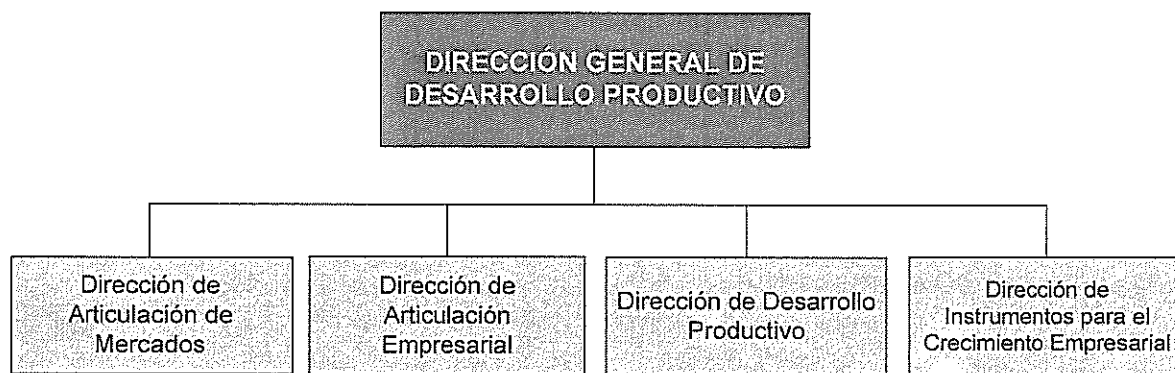 DIRECCIÓN GENERAL DE
DESARROLLO PRODUCTIVO
Dirección de
Articulación de
Mercados
Dirección de
Articulación
Empresarial
Dirección de Desarrollo
Productivo
Dirección de
Instrumentos para el
Crecimiento Empresarial